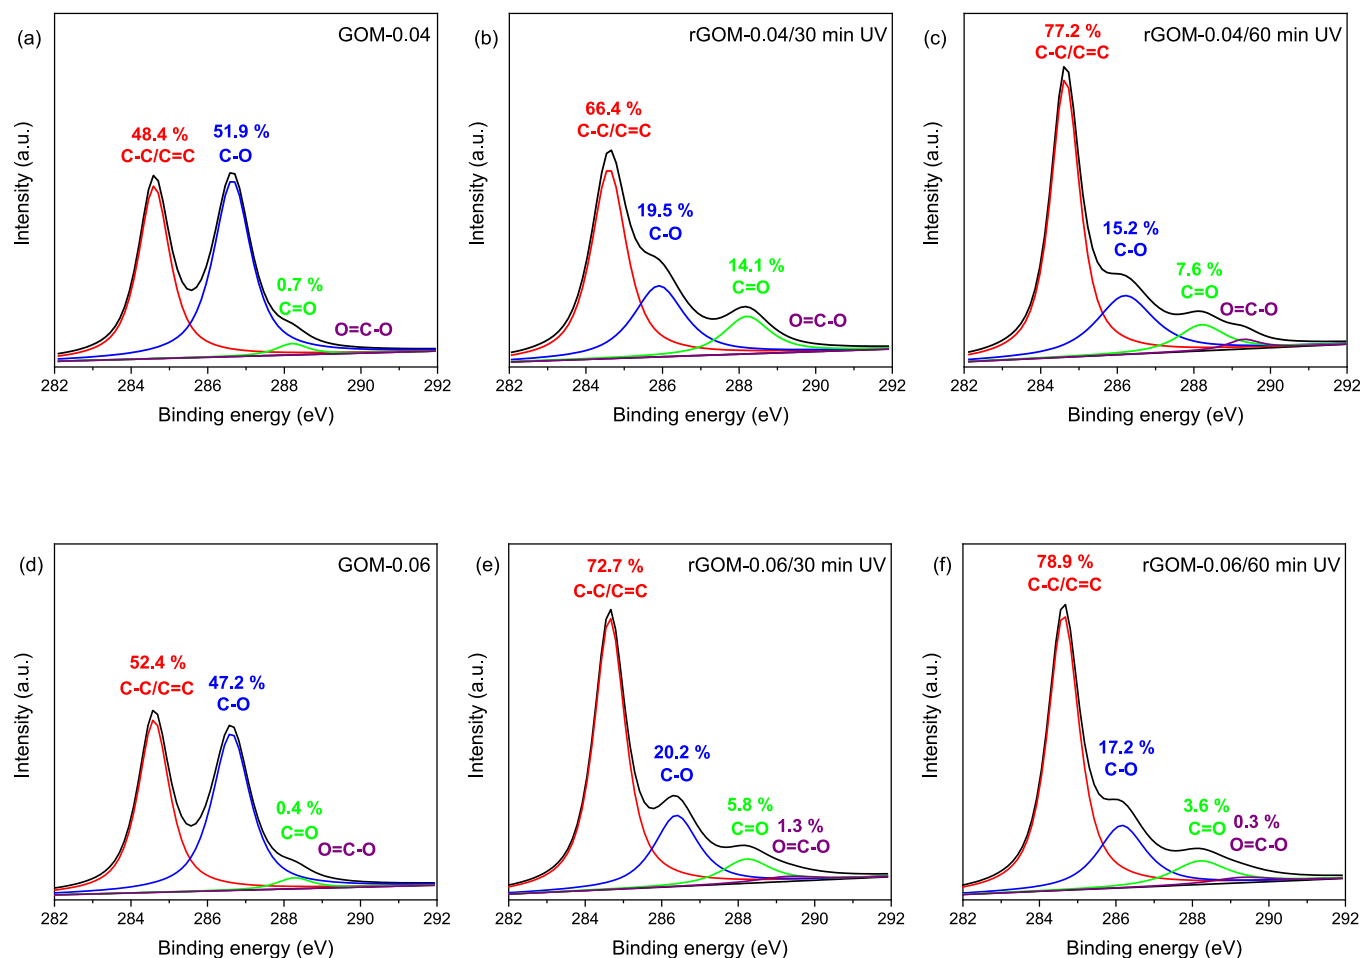 (a)
GOM-0.04
48.4 %
C-C/C=C
51.9 %
C-O
0.7 %
C=O
O=C-O
Intensity (a.u.)
282 284 286 288 290 292
Binding energy (eV)
(b)
rGOM-0.04/30 min UV
66.4 %
C-C/C=C
19.5 %
C-O
14.1 %
C=O
O=C-O
Intensity (a.u.)
282 284 286 288 290 292
Binding energy (eV)
(c)
rGOM-0.04/60 min UV
77.2 %
C-C/C=C
15.2 %
C-O
7.6 %
C=O
O=C-O
Intensity (a.u.)
282 284 286 288 290 292
Binding energy (eV)
(d)
GOM-0.06
52.4 %
C-C/C=C
47.2 %
C-O
0.4 %
C=O
O=C-O
Intensity (a.u.)
282 284 286 288 290 292
Binding energy (eV)
(e)
rGOM-0.06/30 min UV
72.7 %
C-C/C=C
20.2 %
C-O
5.8 %
C=O
1.3 %
O=C-O
Intensity (a.u.)
282 284 286 288 290 292
Binding energy (eV)
(f)
rGOM-0.06/60 min UV
78.9 %
C-C/C=C
17.2 %
C-O
3.6 %
C=O
0.3 %
O=C-O
Intensity (a.u.)
282 284 286 288 290 292
Binding energy (eV)